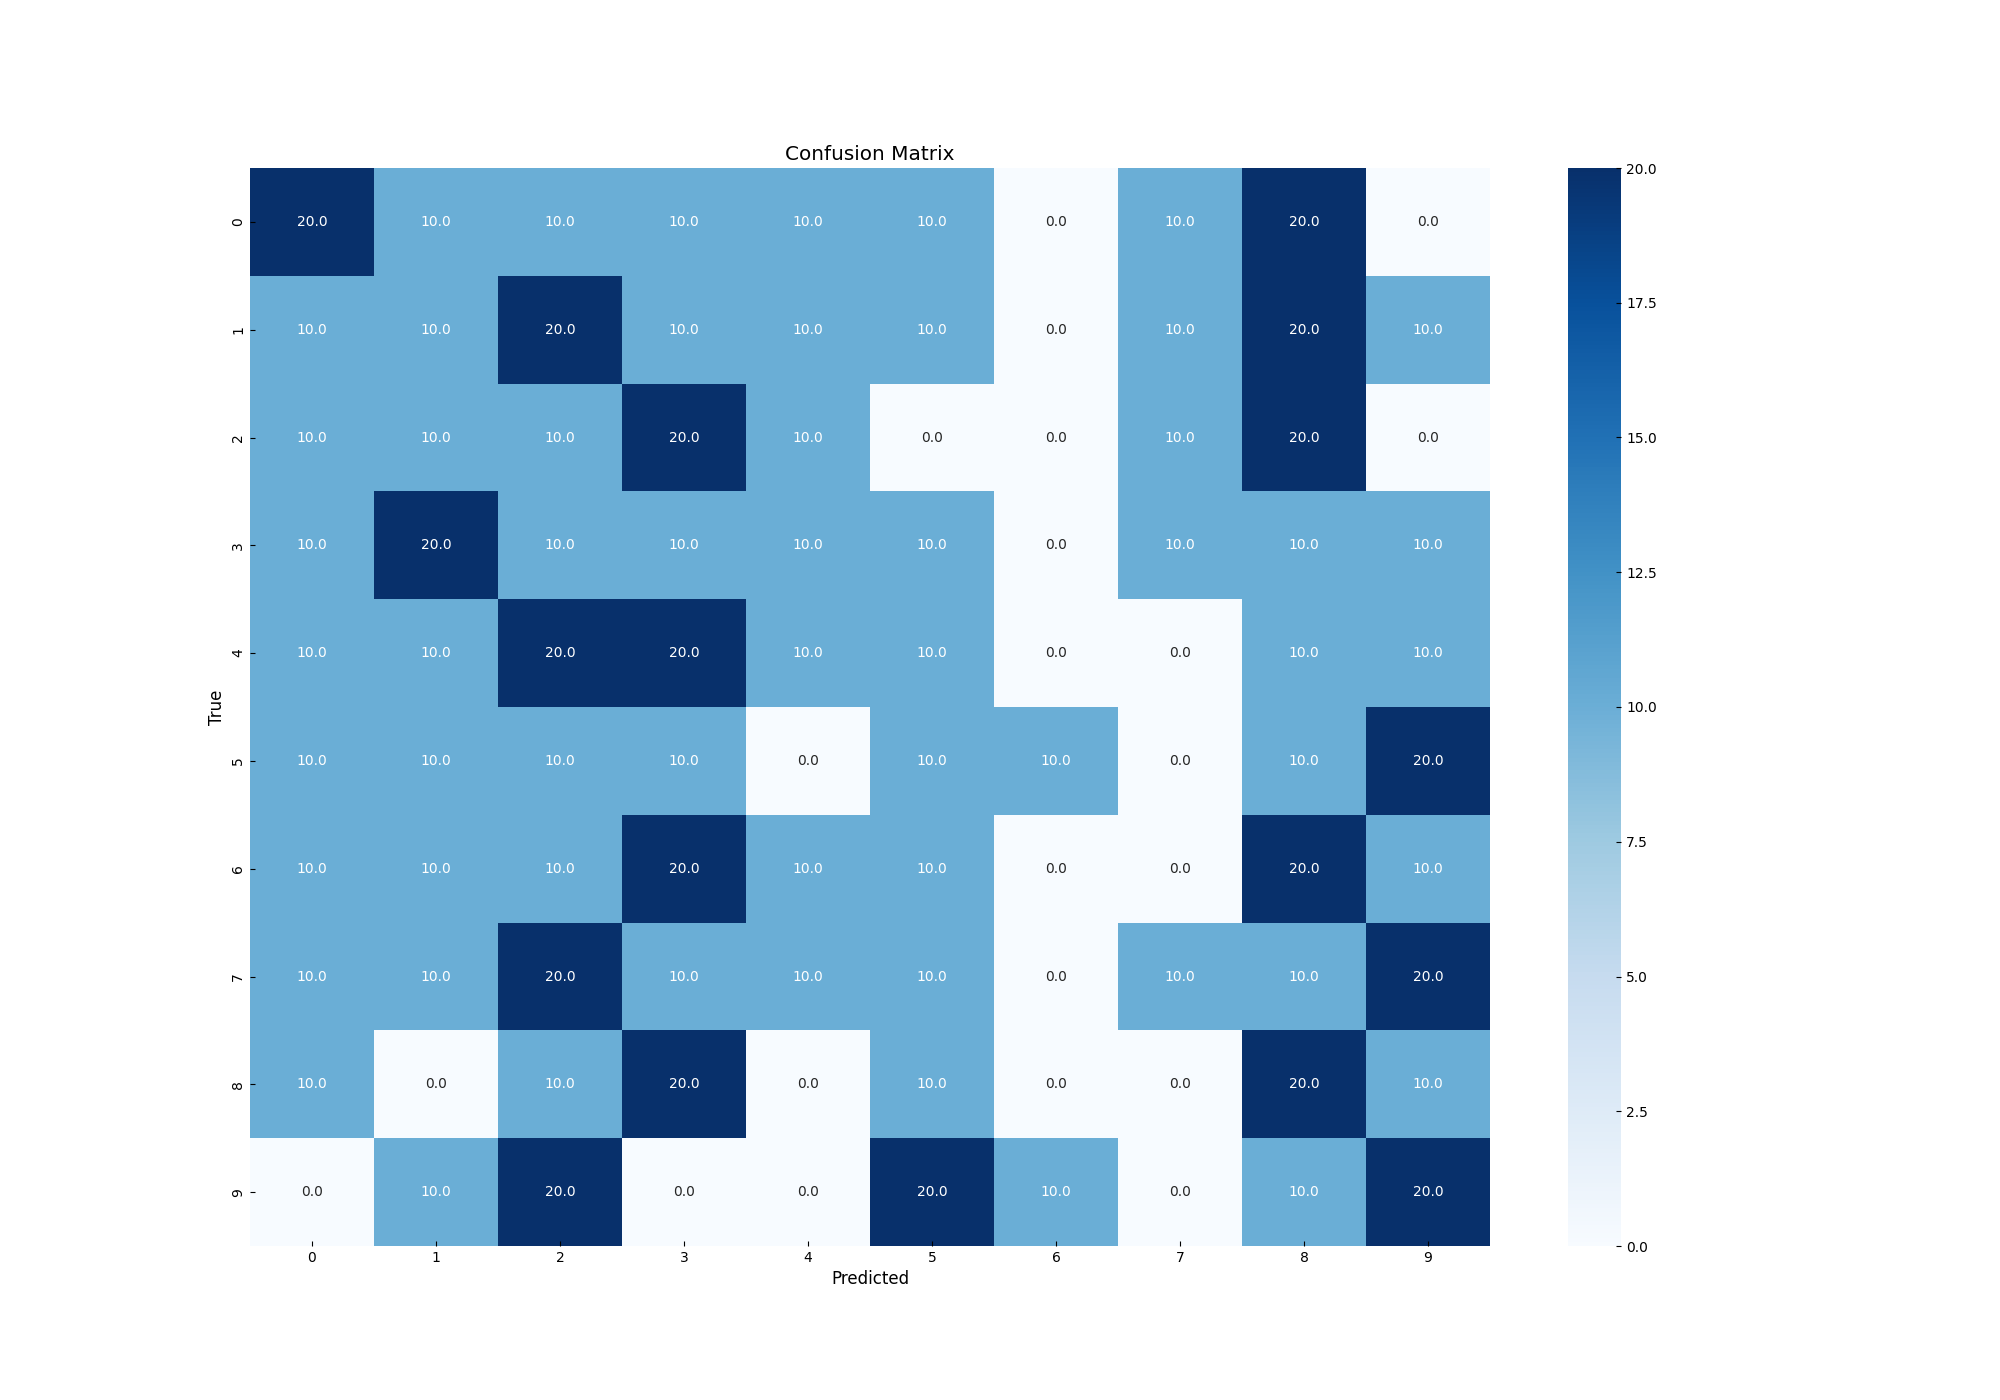 Confusion Matrix
0 20.0 10.0 10.0 10.0 10.0 10.0 0.0 10.0 20.0 0.0
1 10.0 10.0 20.0 10.0 10.0 10.0 0.0 10.0 20.0 10.0
2 10.0 10.0 10.0 20.0 10.0 0.0 0.0 10.0 20.0 0.0
3 10.0 20.0 10.0 10.0 10.0 10.0 0.0 10.0 10.0 10.0
4 10.0 10.0 20.0 20.0 10.0 10.0 0.0 0.0 10.0 10.0
5 10.0 10.0 10.0 10.0 0.0 10.0 10.0 0.0 10.0 20.0
6 10.0 10.0 10.0 20.0 10.0 10.0 0.0 0.0 20.0 10.0
7 10.0 10.0 20.0 10.0 10.0 10.0 0.0 10.0 10.0 20.0
8 10.0 0.0 10.0 20.0 0.0 10.0 0.0 0.0 20.0 10.0
9 0.0 10.0 20.0 0.0 0.0 20.0 10.0 0.0 10.0 20.0
0 1 2 3 4 5 6 7 8 9
Predicted
True
20.0
17.5
15.0
12.5
10.0
7.5
5.0
2.5
0.0